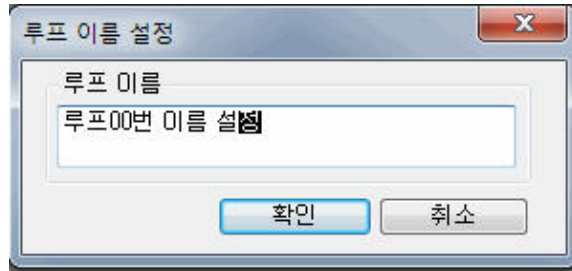 루프 이름 설정
루프 이름
루프00번 이름 설정
확인
취소